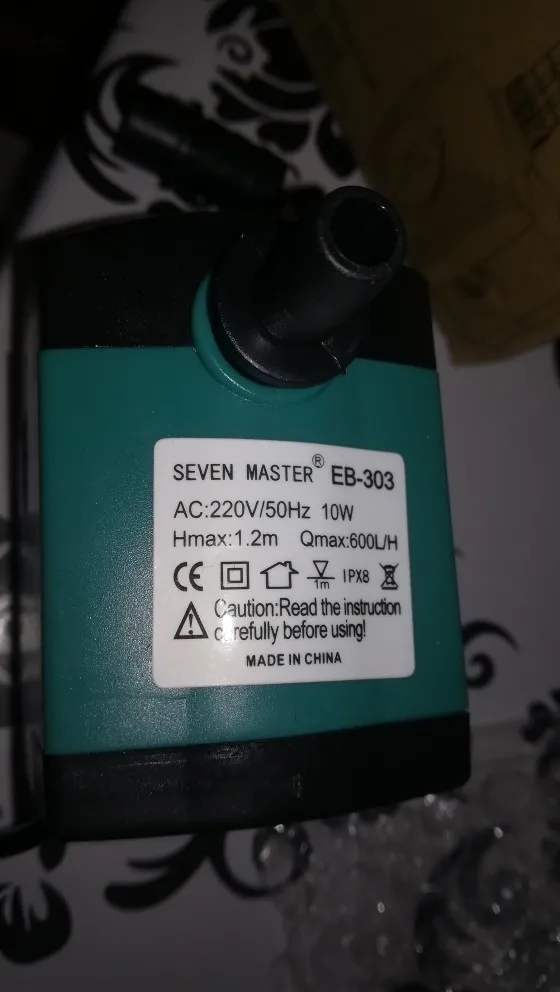 SEVEN MASTER® EB-303
AC:220V/50Hz 10W
Hmax:1.2m Qmax:600L/H
CE 1m IPX8
Caution:Read the instruction
carefully before using!
MADE IN CHINA